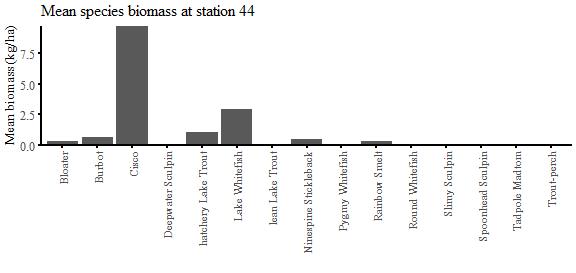 Mean species biomass at station 44
Mean biomass (kg/ha)
7.5
5.0
2.5
0.0
Bloater
Burbot
Cisco
Deepwater Sculpin
hatchery Lake Trout
Lake Whitefish
lean Lake Trout
Ninespine Stickleback
Pygmy Whitefish
Rainbow Smelt
Round Whitefish
Slimy Sculpin
Spoonhead Sculpin
Tadpole Madtom
Trout-perch